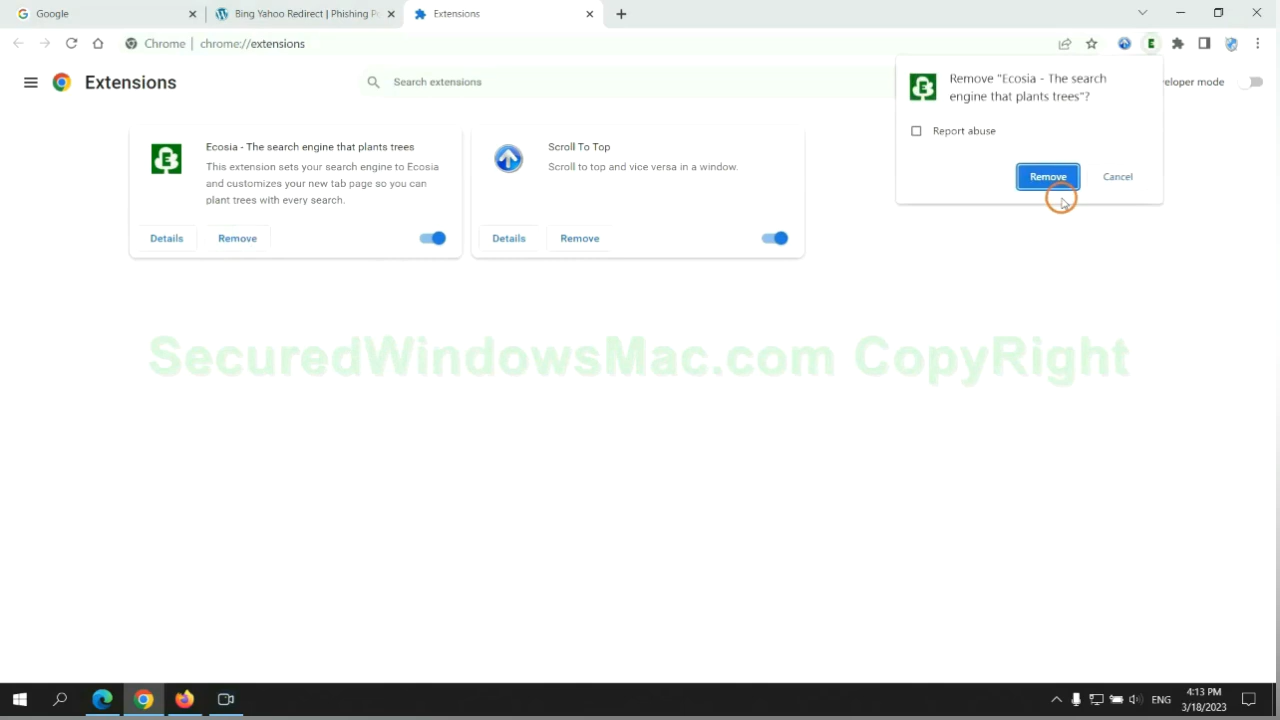 Google
Bing Yahoo Redirect | Phishing P
Extensions
Chrome | chrome://extensions
Extensions
Search extensions
eloper mode
Remove "Ecosia - The search
engine that plants trees"?
Report abuse
Remove
Cancel
Ecosia - The search engine that plants trees
This extension sets your search engine to Ecosia
and customizes your new tab page so you can
plant trees with every search.
Details
Remove
Scroll To Top
Scroll to top and vice versa in a window.
Details
Remove
SecuredWindowsMac.com CopyRight
ENG
4:13 PM
3/18/2023